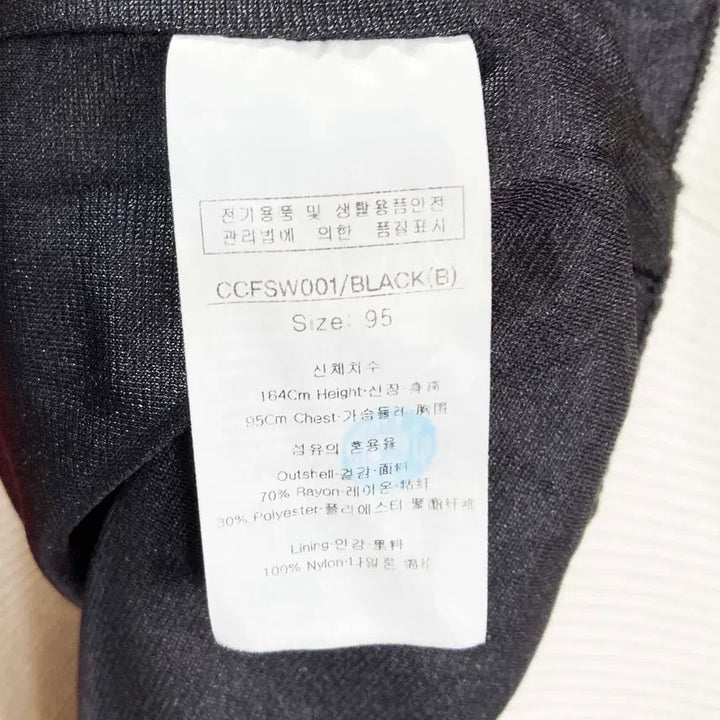 전기용품 및 생활용품안전
관리법에 의한 품질표시
CCFSW001/BLACK(B)
Size: 95
신체치수
164Cm Height·신장·身高
95Cm Chest·가슴둘러·胸围
섬유의 혼용율
Outshell·겉감·面料
70% Rayon·레이온·粘纤
30% Polyester·폴리에스터·聚酯纤维
Lining·안감·里料
100% Nylon·나일론